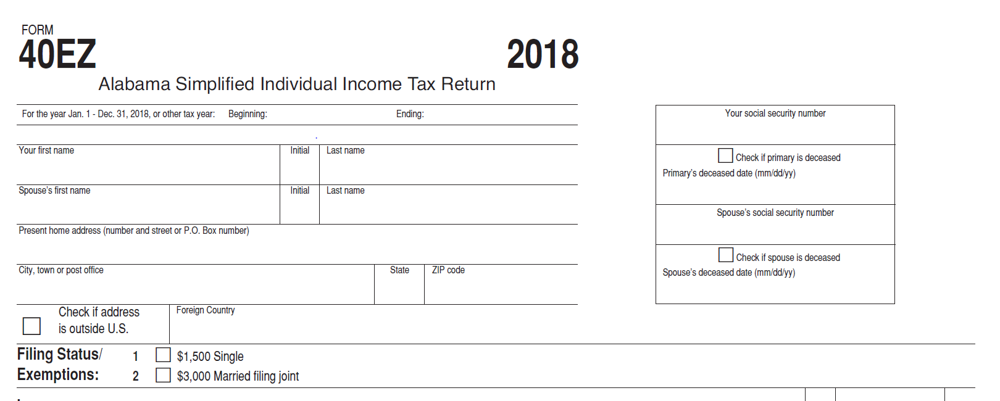 FORM
40EZ 2018
Alabama Simplified Individual Income Tax Return
For the year Jan. 1 - Dec. 31, 2018, or other tax year: Beginning: Ending:
Your first name Initial Last name
Spouse's first name Initial Last name
Present home address (number and street or P.O. Box number)
City, town or post office State ZIP code
Check if address
is outside U.S.
Foreign Country
Your social security number
Check if primary is deceased
Primary's deceased date (mm/dd/yy)
Spouse's social security number
Check if spouse is deceased
Spouse's deceased date (mm/dd/yy)
Filing Status/ 1 $1,500 Single
Exemptions: 2 $3,000 Married filing joint